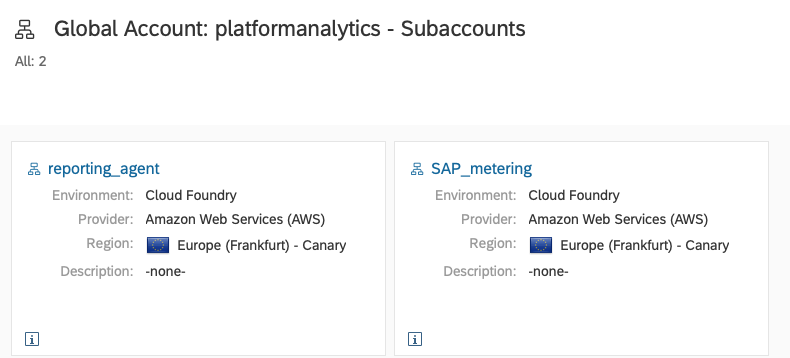 Global Account: platformanalytics - Subaccounts
All: 2
reporting_agent
Environment: Cloud Foundry
Provider: Amazon Web Services (AWS)
Region: Europe (Frankfurt) - Canary
Description: -none-
SAP_metering
Environment: Cloud Foundry
Provider: Amazon Web Services (AWS)
Region: Europe (Frankfurt) - Canary
Description: -none-